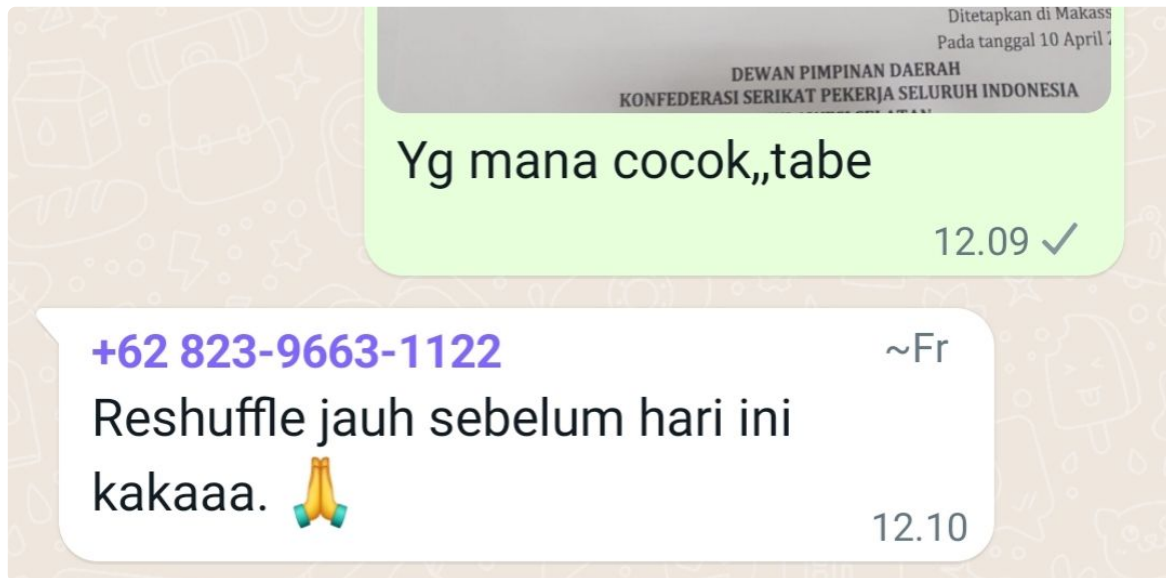 Ditetapkan di Makass
Pada tanggal 10 April
DEWAN PIMPINAN DAERAH
KONFEDERASI SERIKAT PEKERJA SELURUH INDONESIA
Yg mana cocok,,tabe
12.09
+62 823-9663-1122 ~Fr
Reshuffle jauh sebelum hari ini
kakaaa. 🙏
12.10